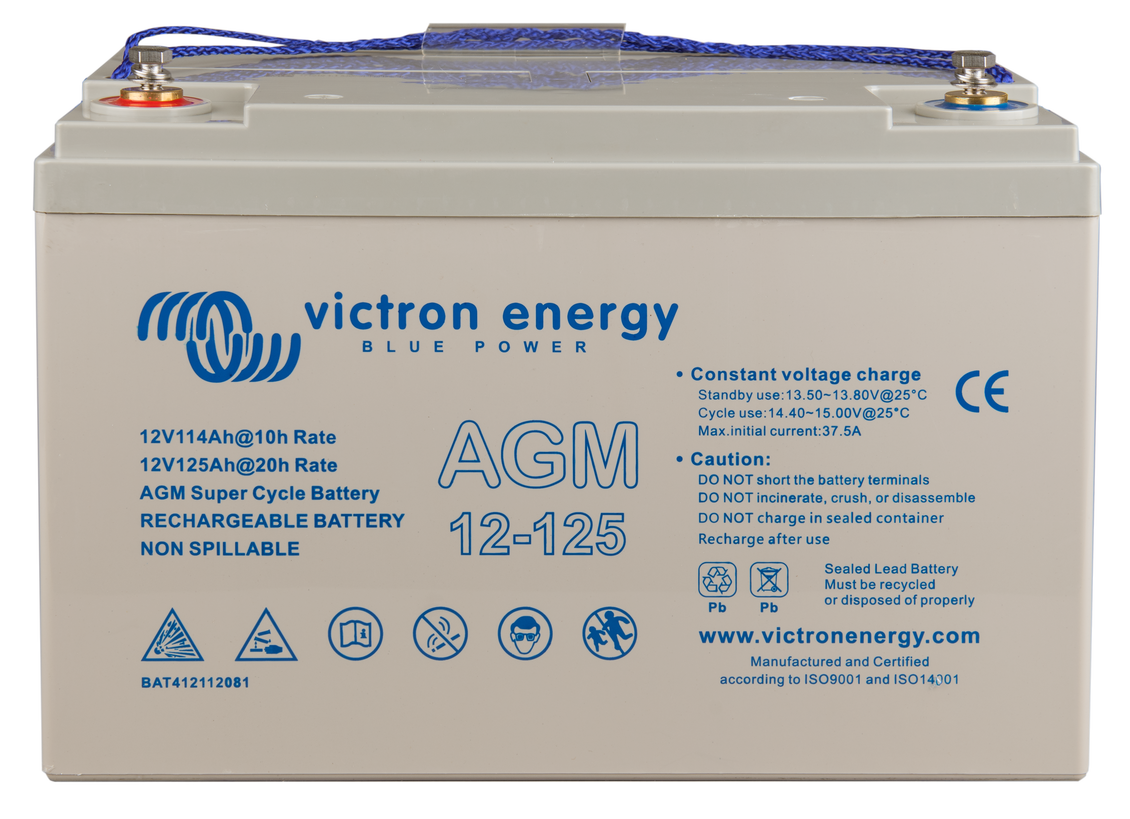 victron energy
BLUE POWER
12V114Ah@10h Rate
12V125Ah@20h Rate
AGM Super Cycle Battery
RECHARGEABLE BATTERY
NON SPILLABLE
BAT412112081
AGM
12-125
• Constant voltage charge
Standby use:13.50~13.80V@25°C
Cycle use:14.40~15.00V@25°C
Max.initial current:37.5A
CE
• Caution:
DO NOT short the battery terminals
DO NOT incinerate, crush, or disassemble
DO NOT charge in sealed container
Recharge after use
Pb Pb
Sealed Lead Battery
Must be recycled
or disposed of properly
www.victronenergy.com
Manufactured and Certified
according to ISO9001 and ISO14001